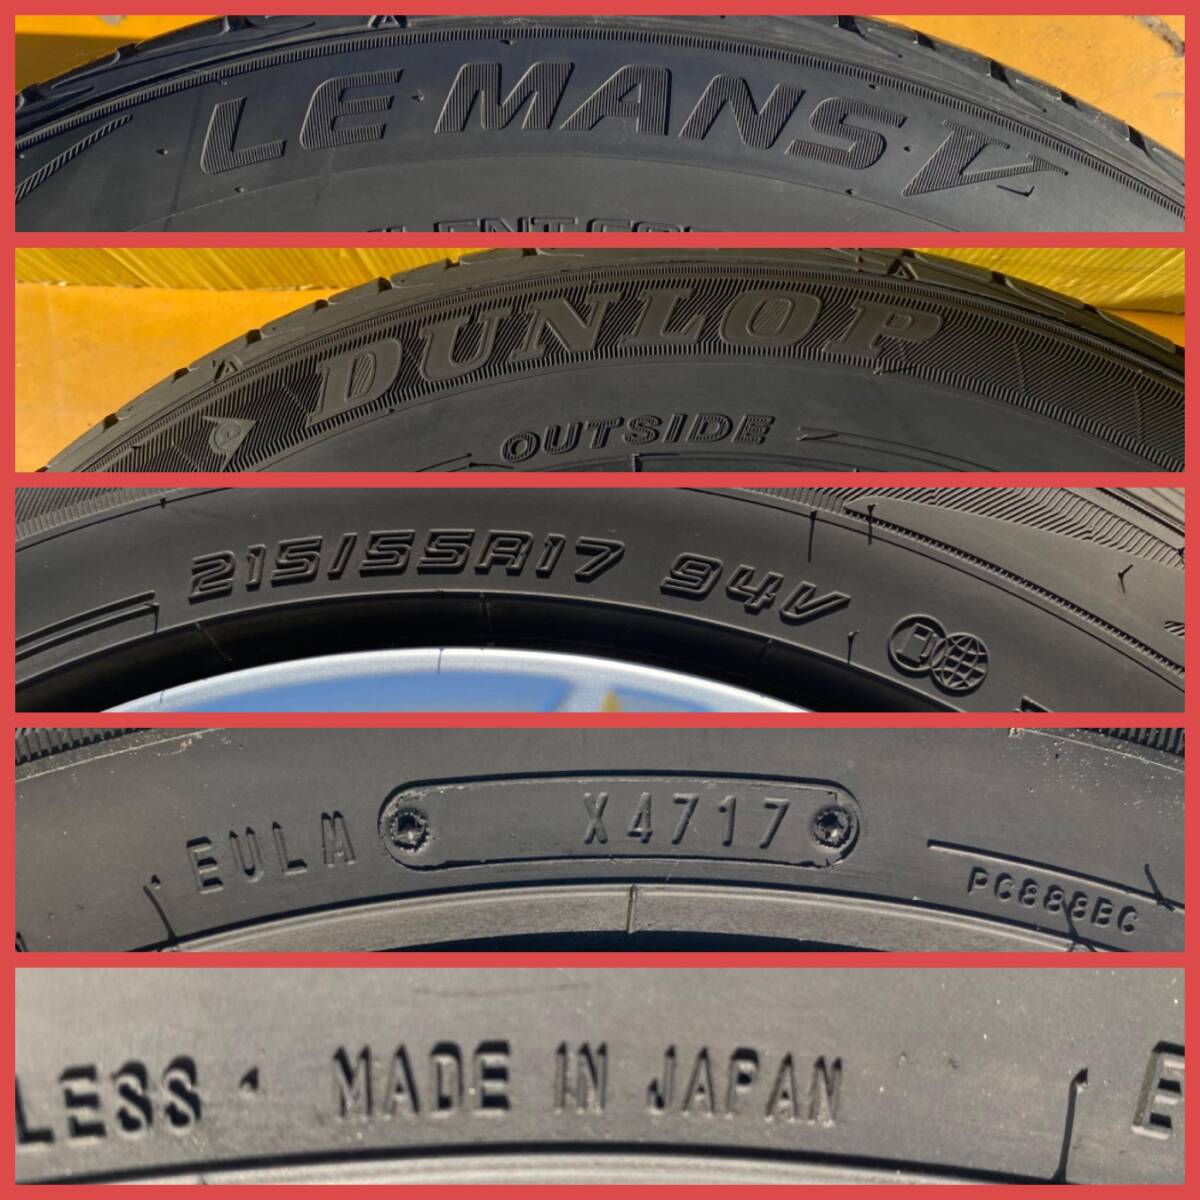 LE MANS V
DUNLOP
OUTSIDE
215/55R17 94V
EULM X4717
PC888BC
LESS · MADE IN JAPAN